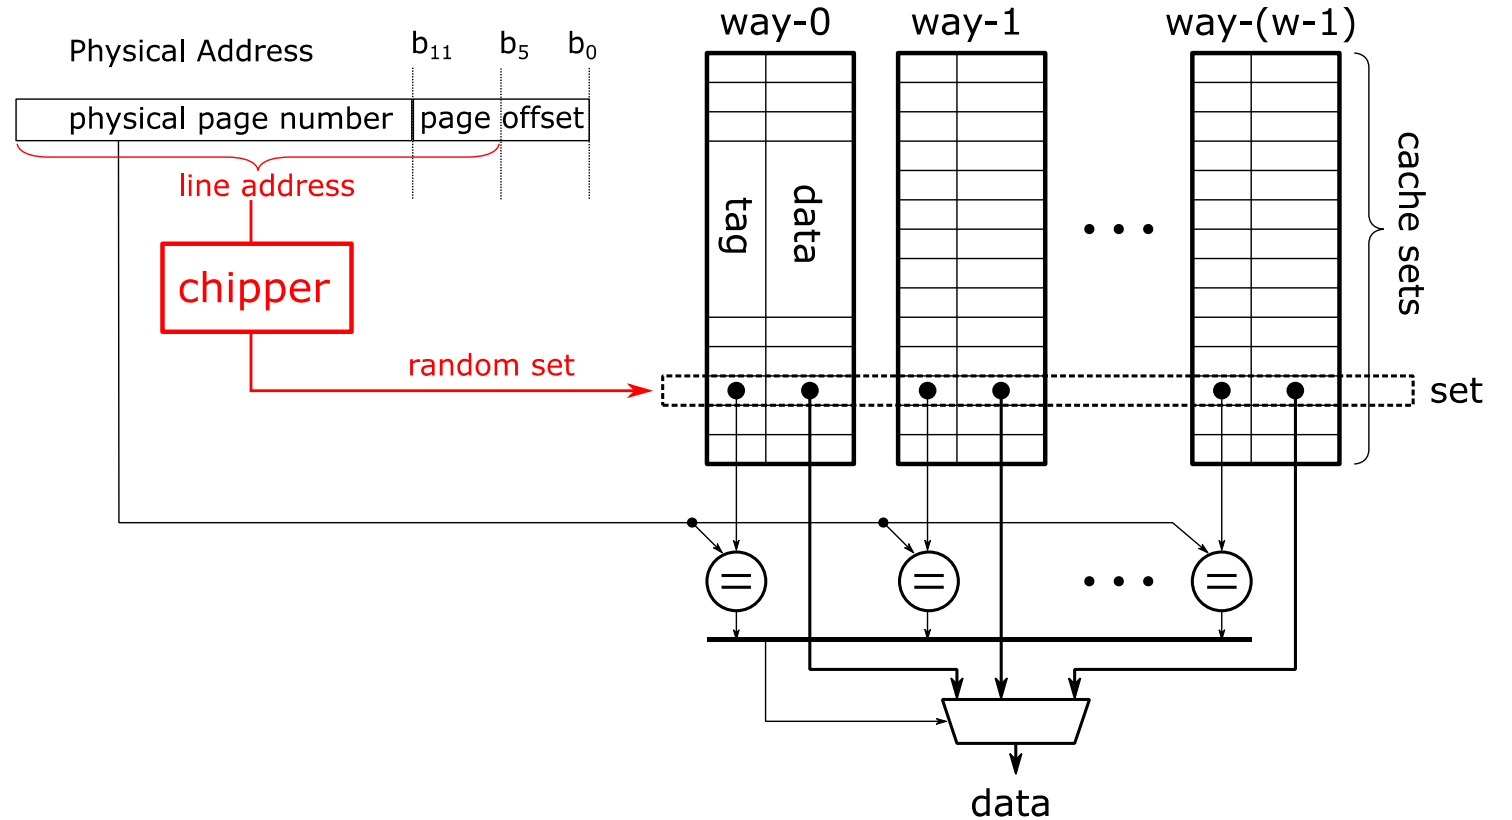 way-0
way-1
way-(w-1)
Physical Address
b11
b5
b0
physical page number
page
offset
line address
chipper
random set
tag
data
cache sets
set
=
=
=
data